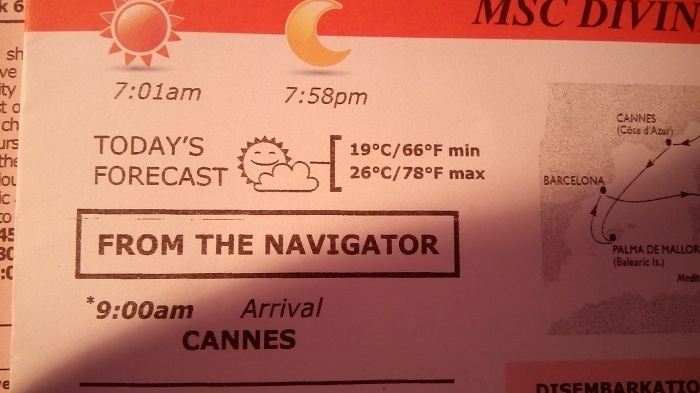 MSC DIVIN
7:01am
7:58pm
TODAY'S
FORECAST
19°C/66°F min
26°C/78°F max
FROM THE NAVIGATOR
*9:00am Arrival
CANNES
CANNES
(Côte d'Azur)
BARCELONA
PALMA DE MALLOR
(Balearic Is.)
Medit
DISEMBARKATIO